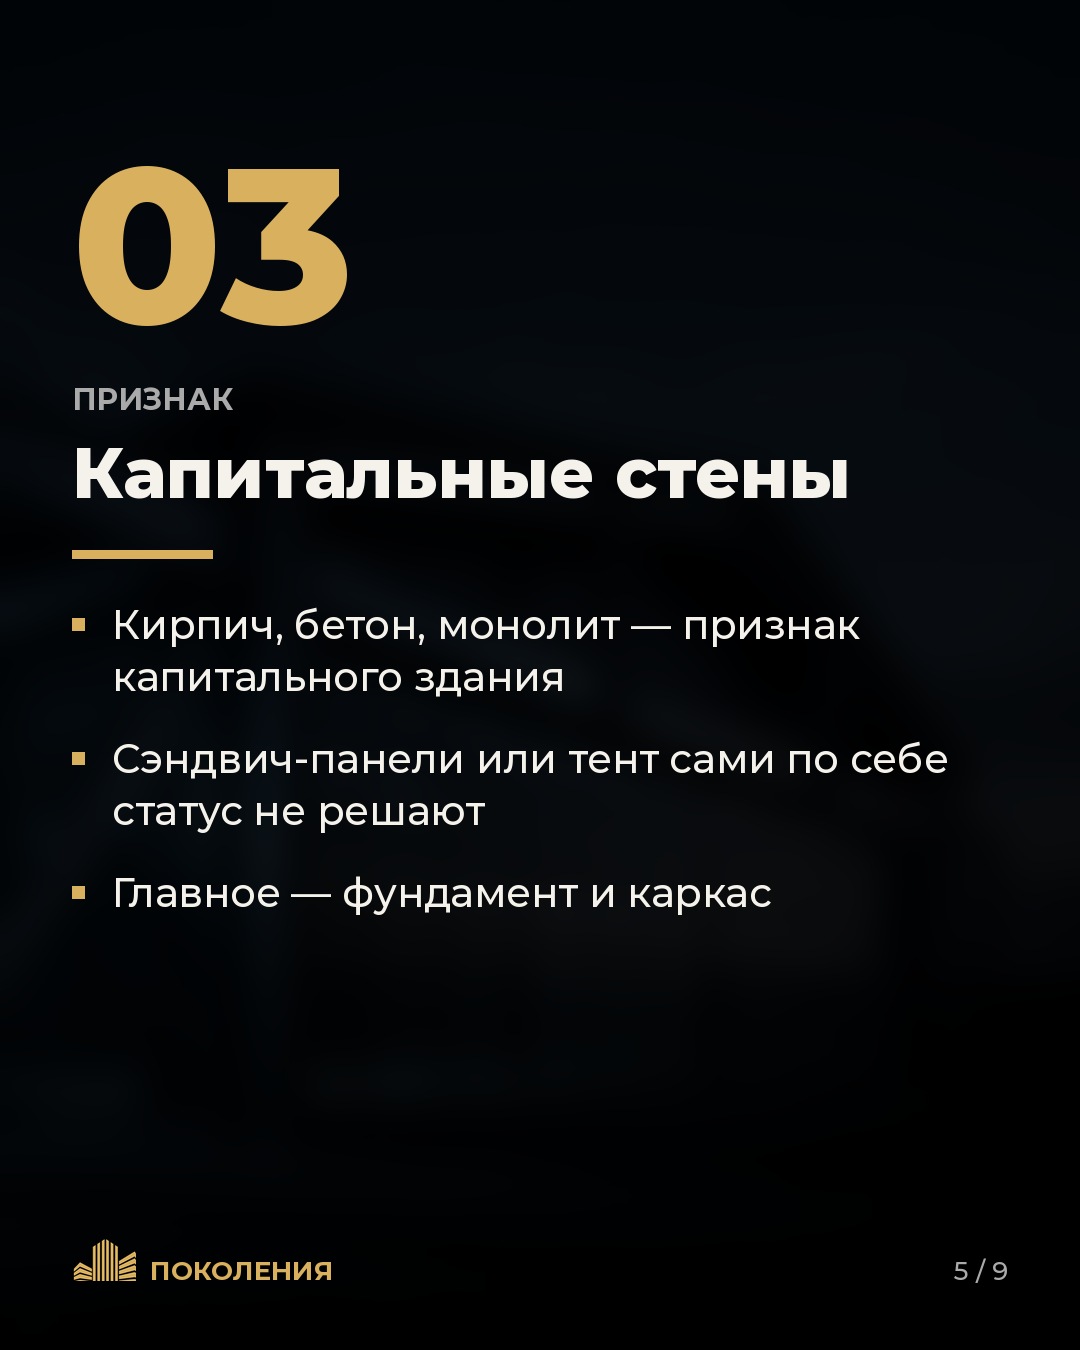 03
ПРИЗНАК
Капитальные стены
Кирпич, бетон, монолит — признак
капитального здания
Сэндвич-панели или тент сами по себе
статус не решают
Главное — фундамент и каркас
ПОКОЛЕНИЯ
5 / 9